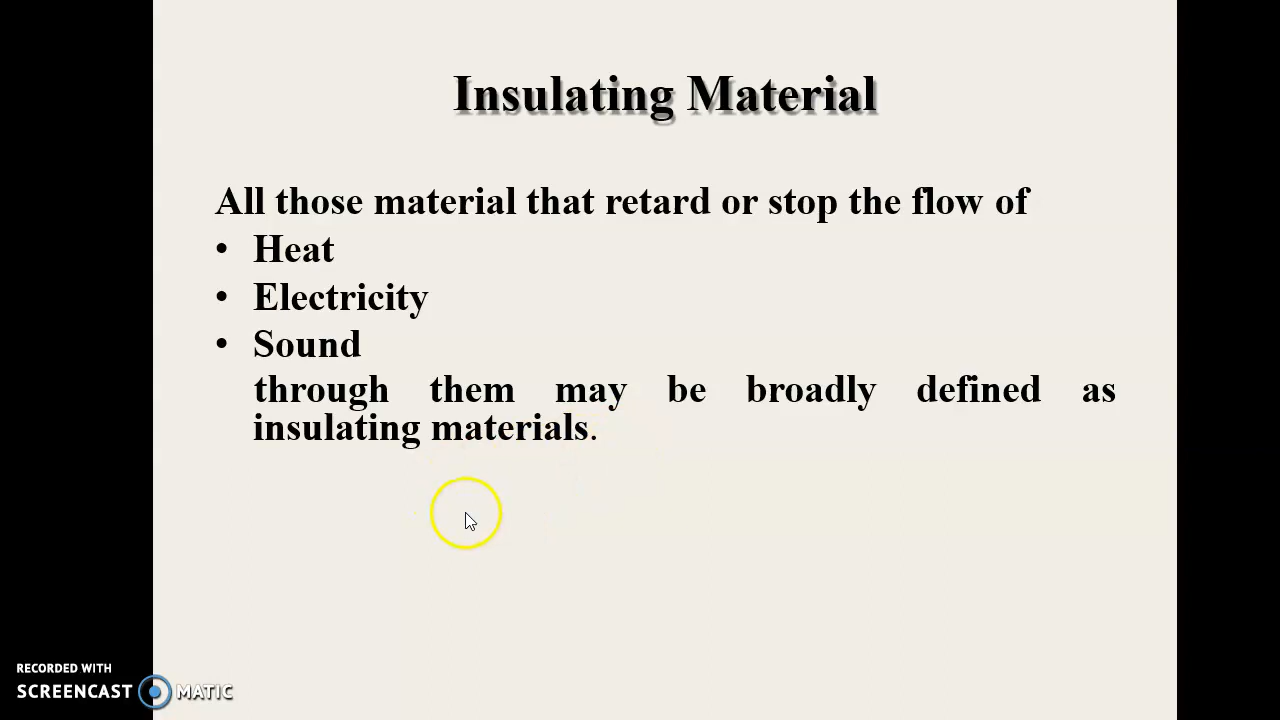 Insulating Material
All those material that retard or stop the flow of
• Heat
• Electricity
• Sound
through them may be broadly defined as
insulating materials.
RECORDED WITH
SCREENCAST MATIC